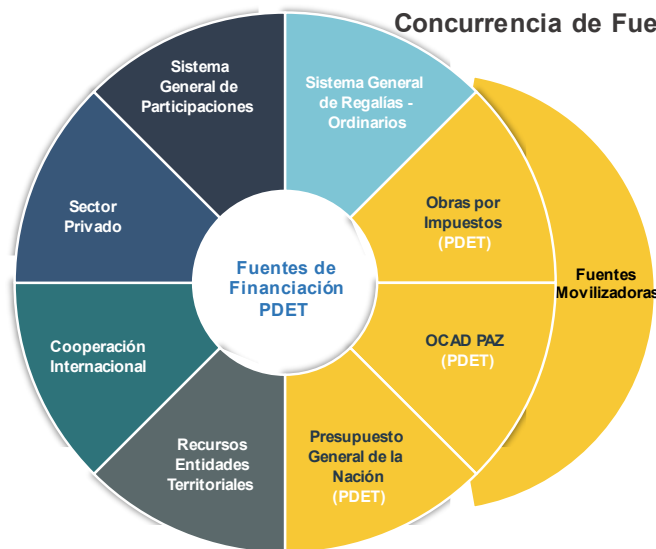 Concurrencia de Fue
Sistema
General de
Participaciones
Sistema General
de Regalías -
Ordinarios
Sector
Privado
Obras por
Impuestos
(PDET)
Fuentes de
Financiación
PDET
Fuentes
Movilizadoras
Cooperación
Internacional
OCAD PAZ
(PDET)
Recursos
Entidades
Territoriales
Presupuesto
General de la
Nación
(PDET)